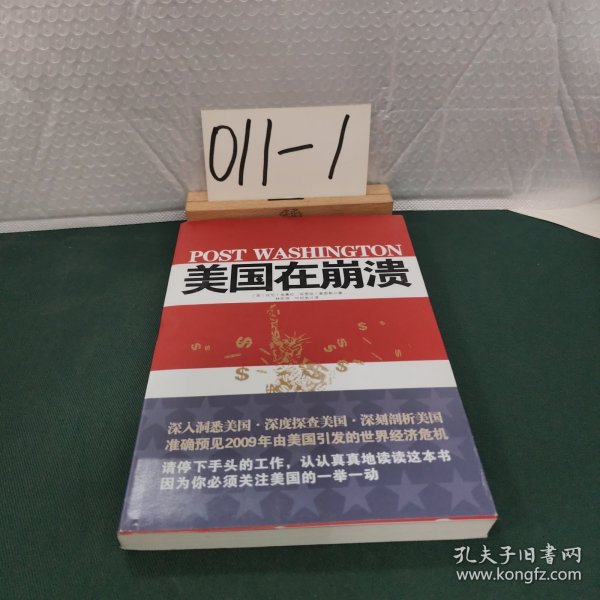 011-1
POST WASHINGTON
美国在崩溃
深入洞悉美国·深度探查美国·深刻剖析美国
准确预见2009年由美国引发的世界经济危机
请停下手头的工作，认认真真地读读这本书
因为你必须关注美国的一举一动
孔夫子旧书网
www.kongfz.com